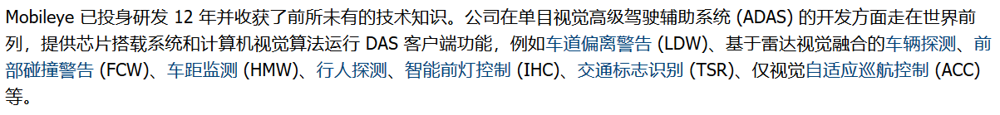 Mobileye 已投身研发 12 年并收获了前所未有的技术知识。公司在单目视觉高级驾驶辅助系统 (ADAS) 的开发方面走在世界前
列，提供芯片搭载系统和计算机视觉算法运行 DAS 客户端功能，例如车道偏离警告 (LDW)、基于雷达视觉融合的车辆探测、前
部碰撞警告 (FCW)、车距监测 (HMW)、行人探测、智能前灯控制 (IHC)、交通标志识别 (TSR)、仅视觉自适应巡航控制 (ACC)
等。